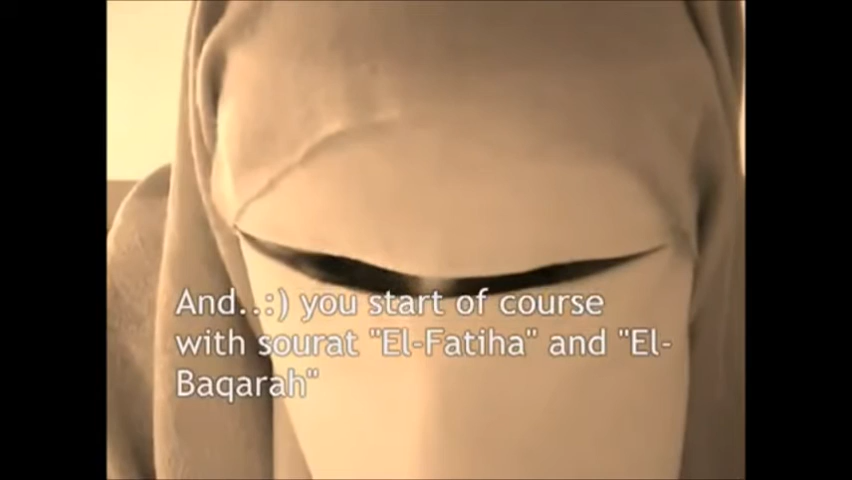 And..:) you start of course
with sourat "El-Fatiha" and "El-
Baqarah"